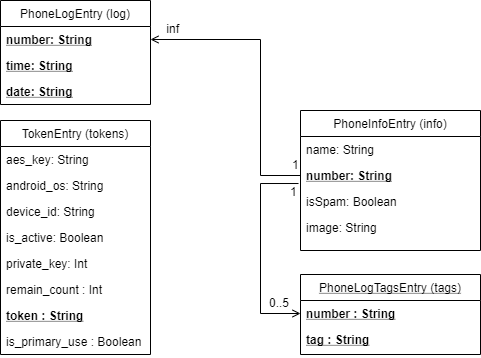 PhoneLogEntry (log)
number: String
time: String
date: String
inf
TokenEntry (tokens)
aes_key: String
android_os: String
device_id: String
is_active: Boolean
private_key: Int
remain_count : Int
token : String
is_primary_use : Boolean
PhoneInfoEntry (info)
name: String
number: String
isSpam: Boolean
image: String
1
1
0..5
PhoneLogTagsEntry (tags)
number : String
tag : String